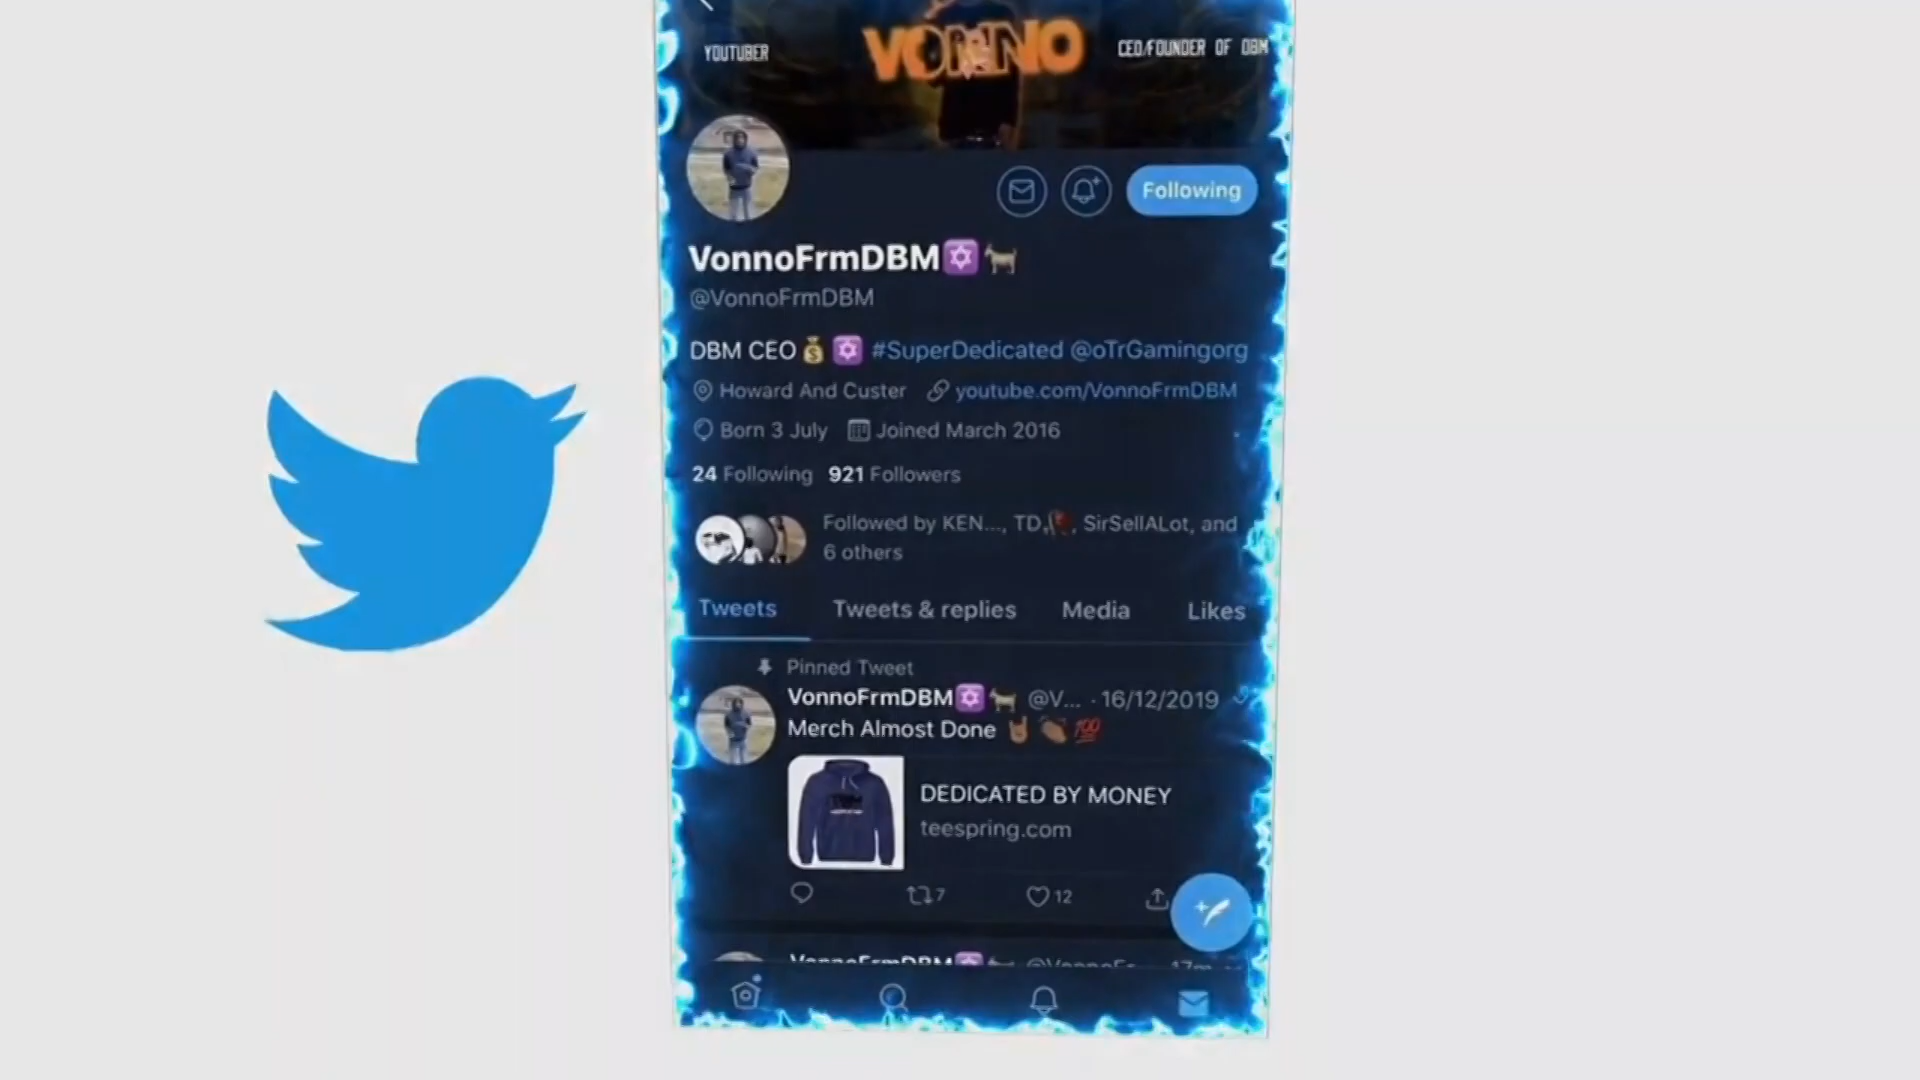 YOUTUBER
VONNO
CEO/FOUNDER OF DBM
Following
VonnoFrmDBM✡️🐐
@VonnoFrmDBM
DBM CEO💰✡️ #SuperDedicated @oTrGamingorg
Howard And Custer youtube.com/VonnoFrmDBM
Born 3 July Joined March 2016
24 Following 921 Followers
Followed by KEN..., TD, SirSellALot, and
6 others
Tweets Tweets & replies Media Likes
Pinned Tweet
VonnoFrmDBM✡️🐐 @V... · 16/12/2019
Merch Almost Done 🤘🏽👏🏽💯
DEDICATED BY MONEY
teespring.com
7 12
VonnoFrmDBM✡️🐐 @VonnoFr... 17m